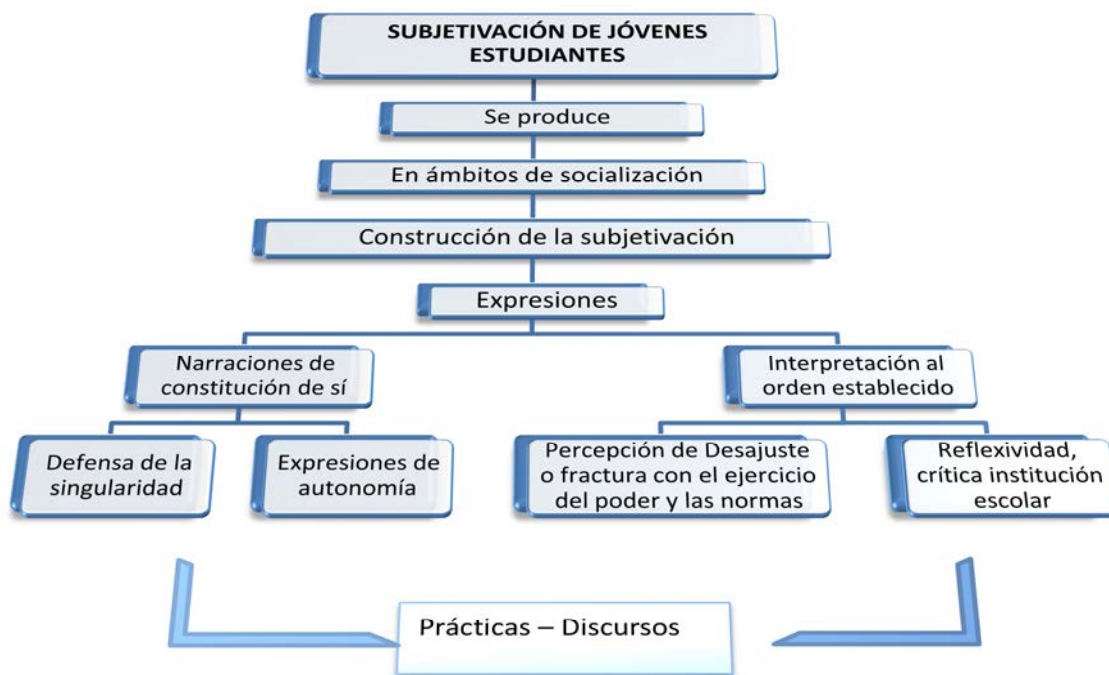 SUBJETIVACIÓN DE JÓVENES
ESTUDIANTES
Se produce
En ámbitos de socialización
Construcción de la subjetivación
Expresiones
Narraciones de
constitución de sí
Interpretación al
orden establecido
Defensa de la
singularidad
Expresiones de
autonomía
Percepción de Desajuste
o fractura con el ejercicio
del poder y las normas
Reflexividad,
crítica institución
escolar
Prácticas – Discursos